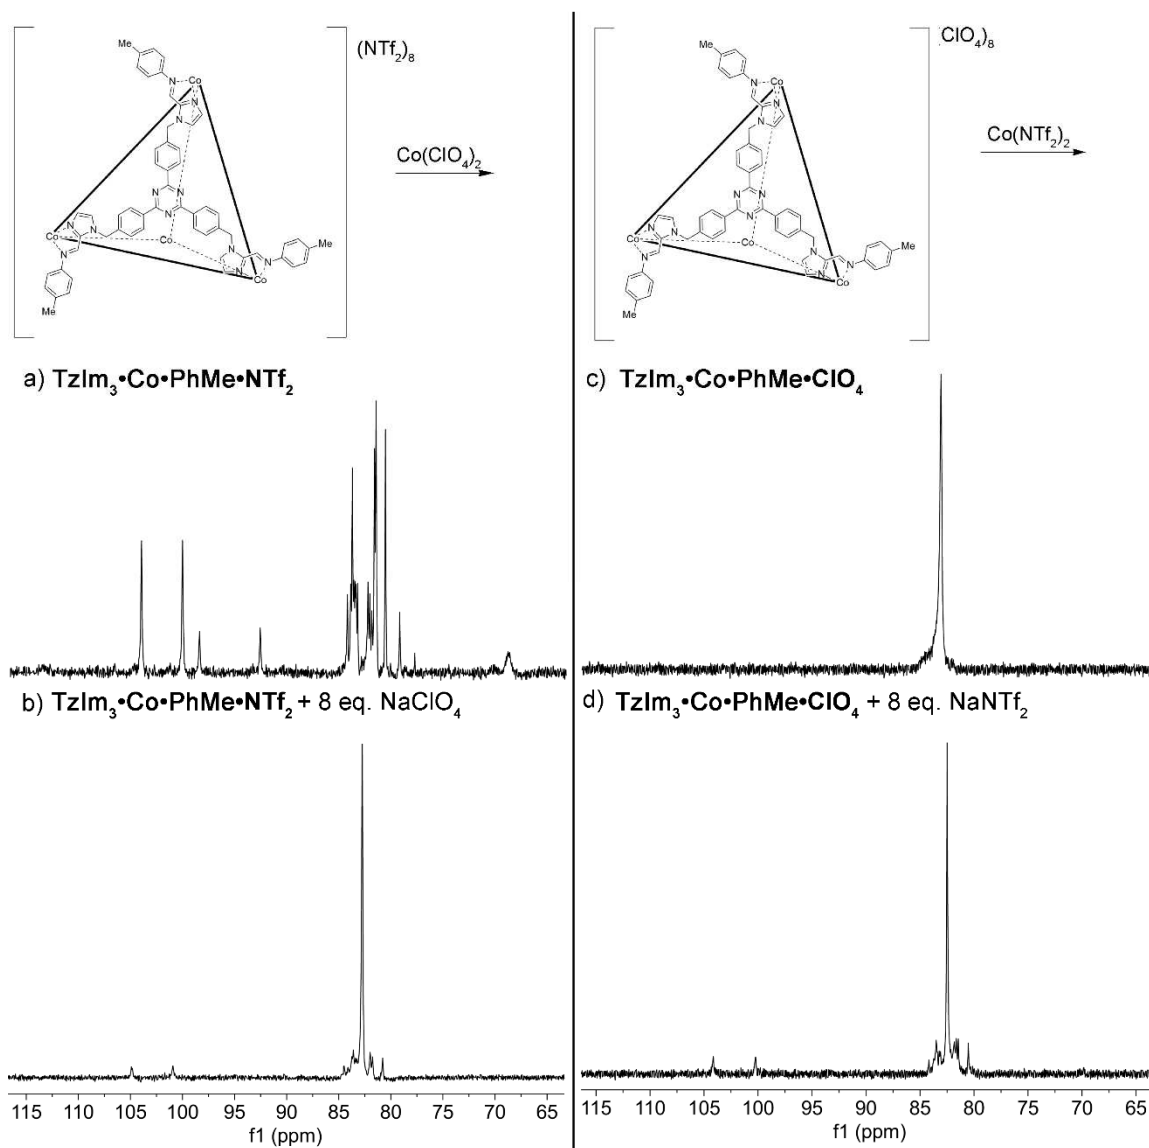 (NTf₂)₈
Me
N
Co
N
N
N
N
N
Co
N
N
N
Co
N
N
N
Co
Me
Me
Co(ClO₄)₂
a) TzIm₃•Co•PhMe•NTf₂
b) TzIm₃•Co•PhMe•NTf₂ + 8 eq. NaClO₄
115 110 105 100 95 90 85 80 75 70 65
f1 (ppm)
ClO₄)₈
Me
N
Co
N
N
N
N
N
Co
N
N
N
Co
N
N
N
Co
Me
Me
Co(NTf₂)₂
c) TzIm₃•Co•PhMe•ClO₄
d) TzIm₃•Co•PhMe•ClO₄ + 8 eq. NaNTf₂
115 110 105 100 95 90 85 80 75 70 65
f1 (ppm)